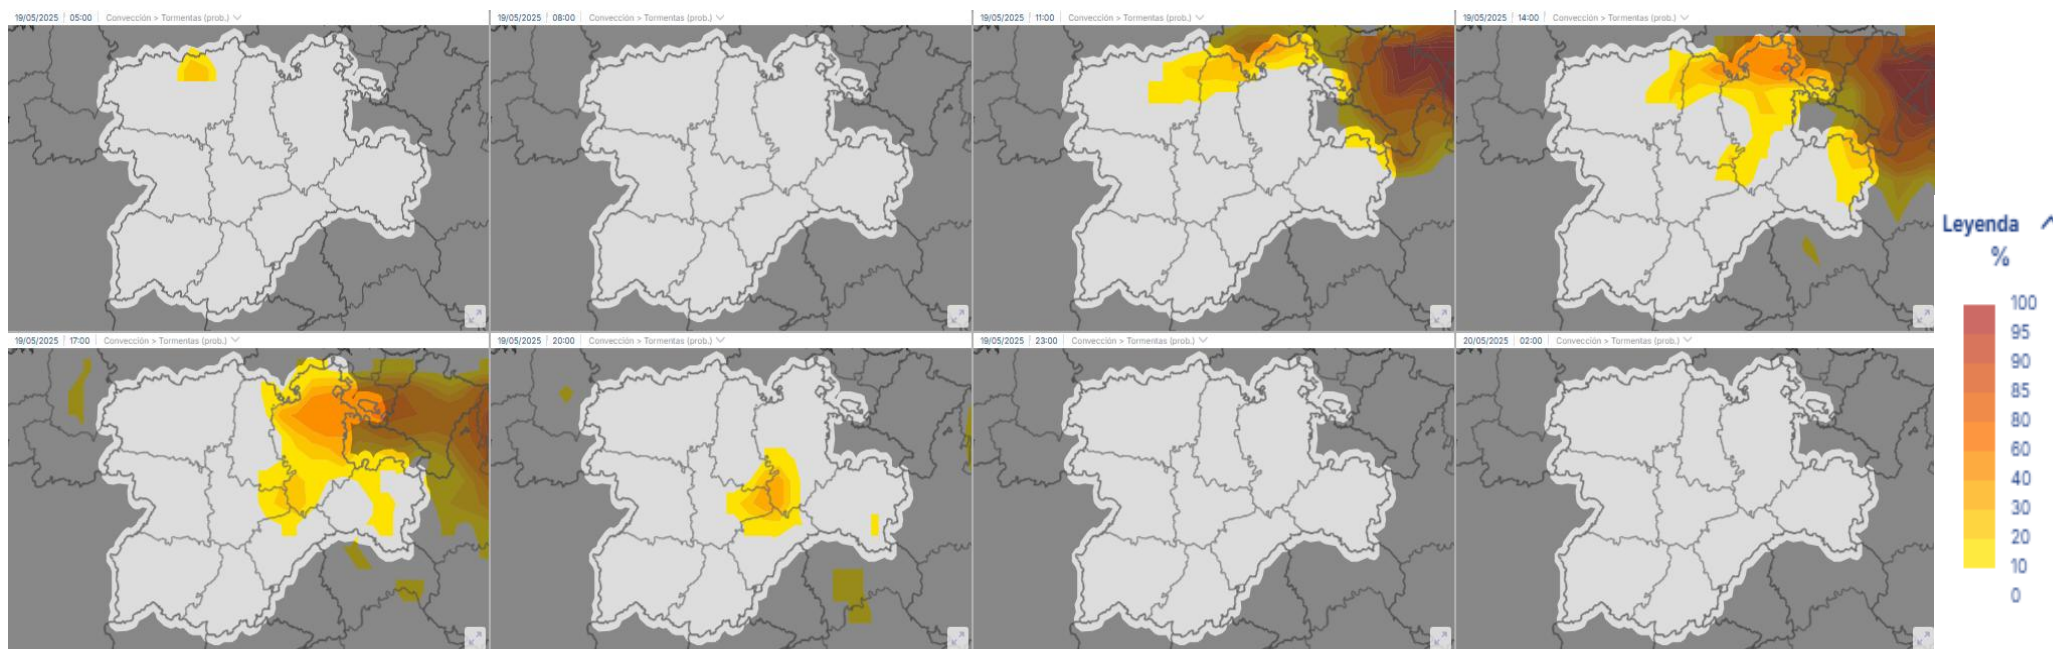 19/05/2025 05:00 Convección > Tormentas (prob.)
19/05/2025 08:00 Convección > Tormentas (prob.)
19/05/2025 11:00 Convección > Tormentas (prob.)
19/05/2025 14:00 Convección > Tormentas (prob.)
19/05/2025 17:00 Convección > Tormentas (prob.)
19/05/2025 20:00 Convección > Tormentas (prob.)
19/05/2025 23:00 Convección > Tormentas (prob.)
20/05/2025 02:00 Convección > Tormentas (prob.)
Leyenda
%
100
95
90
85
80
60
40
30
20
10
0